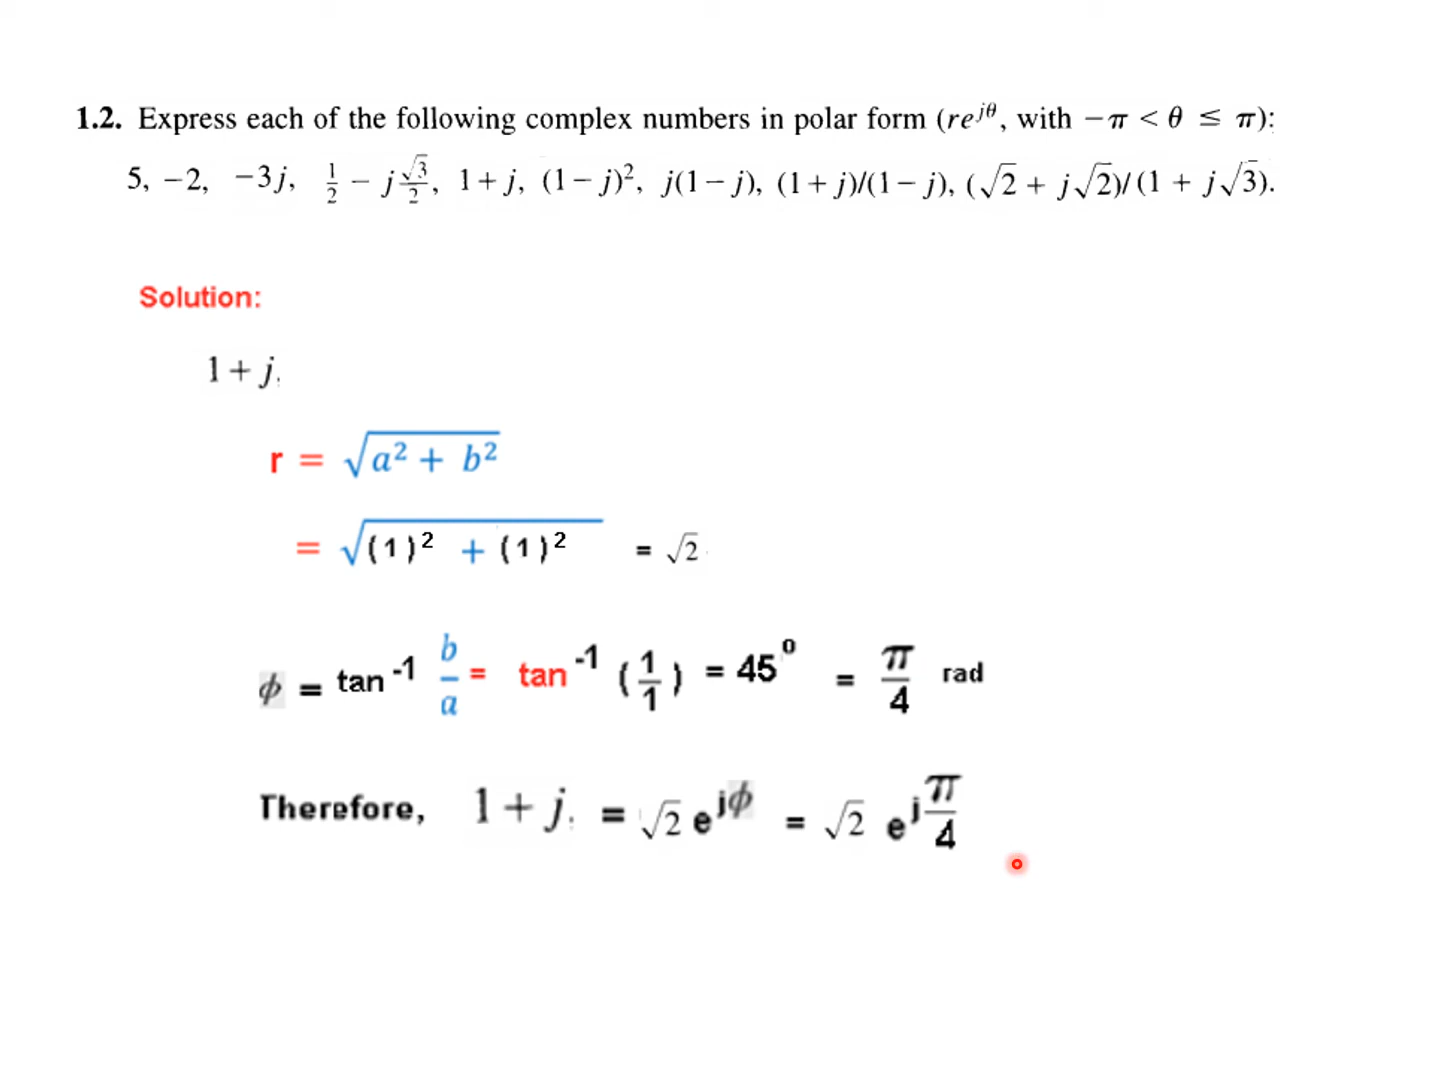 1.2. Express each of the following complex numbers in polar form (re^{jθ}, with −π < θ ≤ π):
5, −2, −3j, 1/2 − j√3/2, 1 + j, (1 − j)², j(1 − j), (1 + j)/(1 − j), (√2 + j√2)/(1 + j√3).
Solution:
1 + j,
r = √(a² + b²)
= √((1)² + (1)²) = √2
ϕ = tan⁻¹ b/a = tan⁻¹ (1/1) = 45° = π/4 rad
Therefore, 1 + j, = √2 e^{jϕ} = √2 e^{jπ/4}